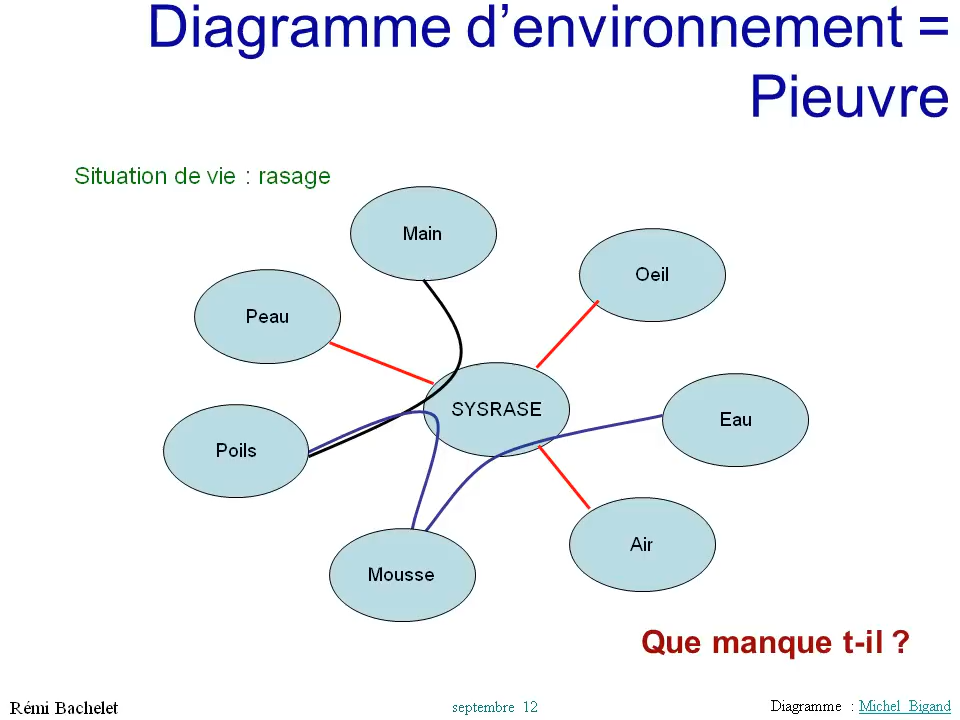 Diagramme d’environnement =
Pieuvre
Situation de vie : rasage
Main
Oeil
Peau
SYSRASE
Eau
Poils
Air
Mousse
Que manque t-il ?
Rémi Bachelet
septembre 12
Diagramme : Michel Bigand